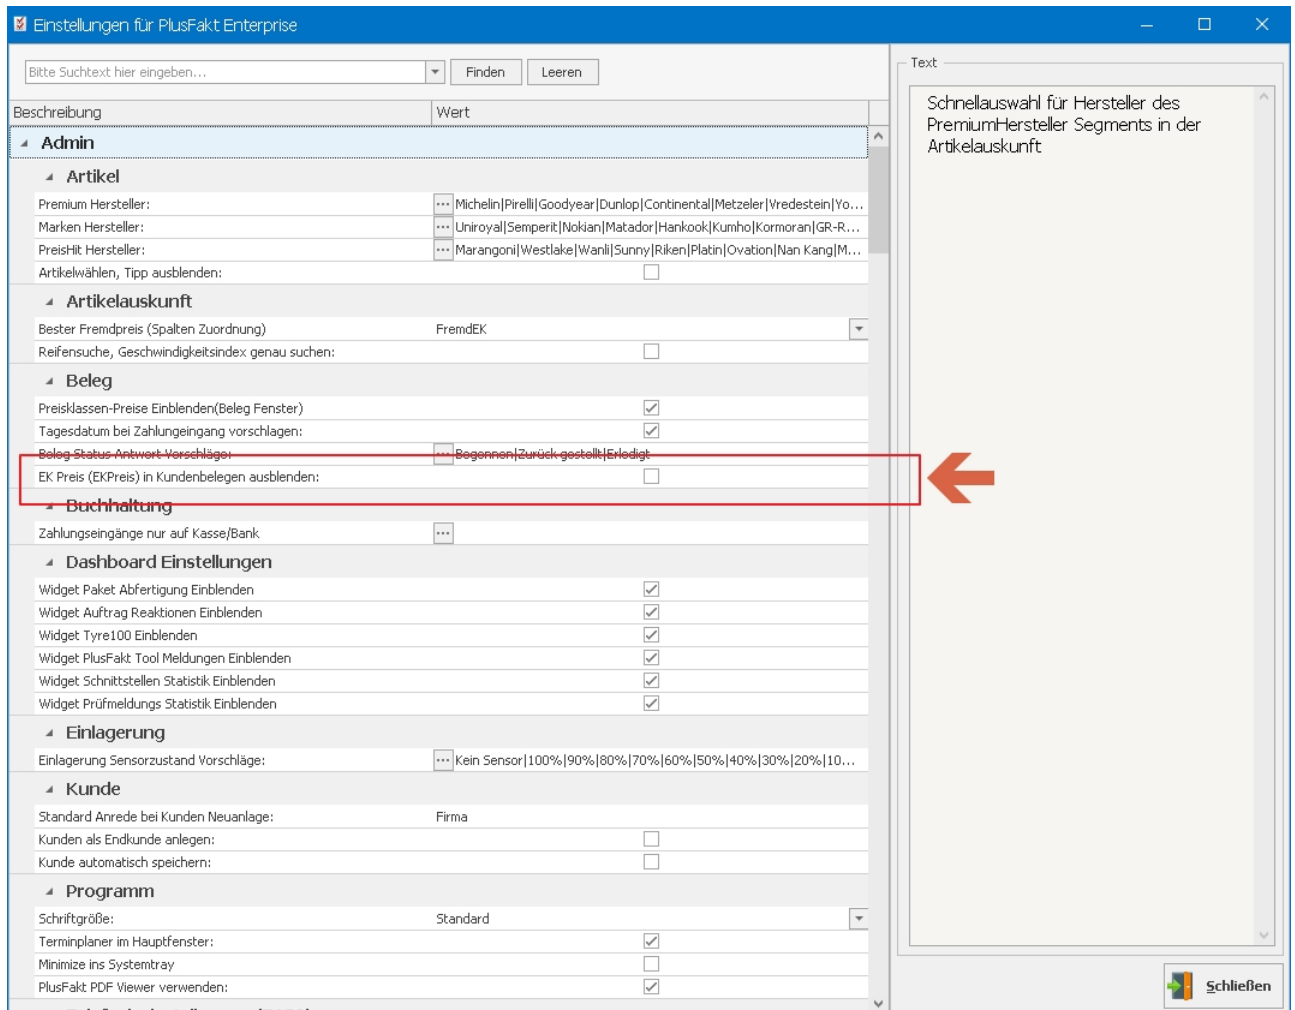 Einstellungen für PlusFakt Enterprise
Bitte Suchtext hier eingeben...
Finden
Leeren
Beschreibung Wert
Admin
Artikel
Premium Hersteller: ... Michelin|Pirelli|Goodyear|Dunlop|Continental|Metzeler|Vredestein|Yo...
Marken Hersteller: ... Uniroyal|Semperit|Nokian|Matador|Hankook|Kumho|Kormoran|GR-R...
PreisHit Hersteller: ... Marangoni|Westlake|Wanli|Sunny|Riken|Platin|Ovation|Nan Kang|M...
Artikelwählen, Tipp ausblenden:
Artikelauskunft
Bester Fremdpreis (Spalten Zuordnung) FremdEK
Reifensuche, Geschwindigkeitsindex genau suchen:
Beleg
Preisklassen-Preise Einblenden(Beleg Fenster)
Tagesdatum bei Zahlungeingang vorschlagen:
Beleg Status Antwort Vorschläge: ... Begonnen|Zurück gestellt|Erledigt
EK Preis (EKPreis) in Kundenbelegen ausblenden:
Buchhaltung
Zahlungseingänge nur auf Kasse/Bank ...
Dashboard Einstellungen
Widget Paket Abfertigung Einblenden
Widget Auftrag Reaktionen Einblenden
Widget Tyre100 Einblenden
Widget PlusFakt Tool Meldungen Einblenden
Widget Schnittstellen Statistik Einblenden
Widget Prüfmeldungs Statistik Einblenden
Einlagerung
Einlagerung Sensorzustand Vorschläge: ... Kein Sensor|100%|90%|80%|70%|60%|50%|40%|30%|20%|10...
Kunde
Standard Anrede bei Kunden Neuanlage: Firma
Kunden als Endkunde anlegen:
Kunde automatisch speichern:
Programm
Schriftgröße: Standard
Terminplaner im Hauptfenster:
Minimize ins Systemtray
PlusFakt PDF Viewer verwenden:
Text
Schnellauswahl für Hersteller des
PremiumHersteller Segments in der
Artikelauskunft
Schließen